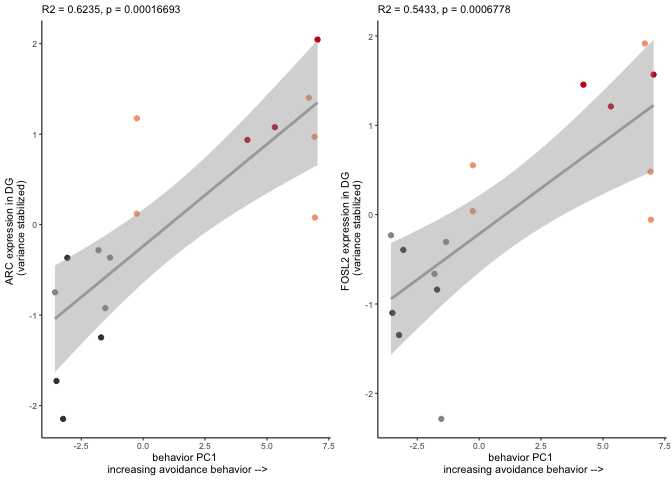 R2 = 0.6235, p = 0.00016693
ARC expression in DG
(variance stabilized)
2
1
0
-1
-2
-2.5
0.0
2.5
5.0
7.5
behavior PC1
increasing avoidance behavior -->
R2 = 0.5433, p = 0.0006778
FOSL2 expression in DG
(variance stabilized)
2
1
0
-1
-2
-2.5
0.0
2.5
5.0
7.5
behavior PC1
increasing avoidance behavior -->